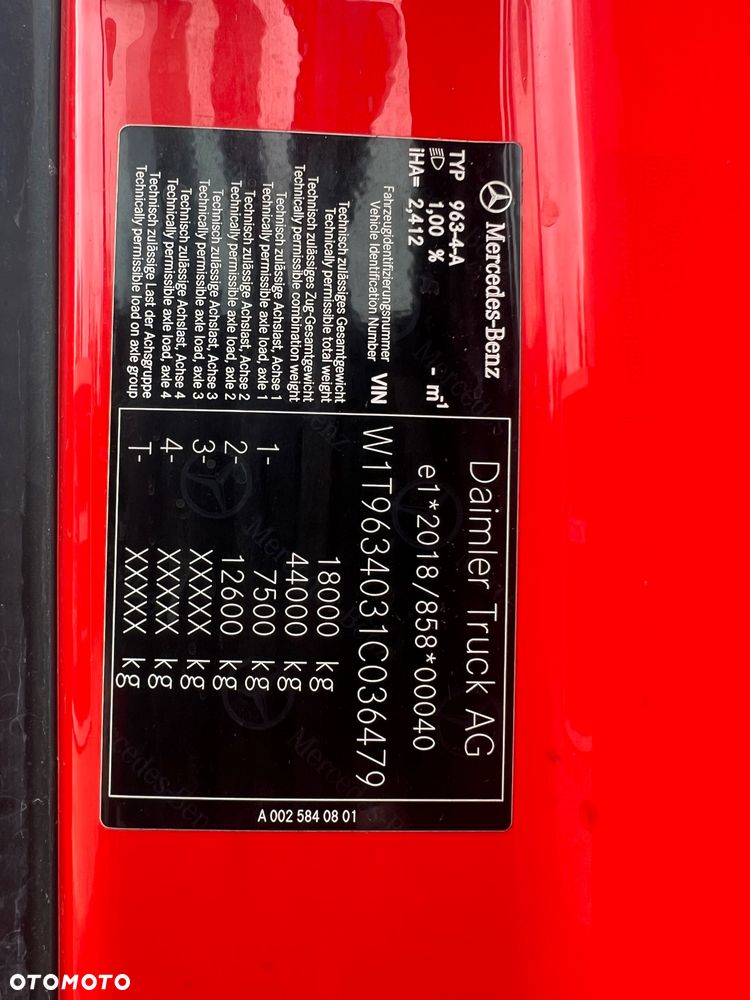 Mercedes-Benz
Daimler Truck AG
TYP 963-4-A
e1*2018/858*00040
1,00 %
- m-1
iHA= 2,412
Fahrzeugidentifizierungsnummer
Vehicle Identification Number
VIN
W1T9634031C036479
Technisch zulässiges Gesamtgewicht
Technically permissible total weight
18000 kg
Technisch zulässiges Zug-Gesamtgewicht
Technically permissible combination weight
44000 kg
Technisch zulässige Achslast, Achse 1
Technically permissible axle load, axle 1
1- 7500 kg
Technisch zulässige Achslast, Achse 2
Technically permissible axle load, axle 2
2- 12600 kg
Technisch zulässige Achslast, Achse 3
Technically permissible axle load, axle 3
3- XXXXX kg
Technisch zulässige Achslast, Achse 4
Technically permissible axle load, axle 4
4- XXXXX kg
Technisch zulässige Last der Achsgruppe
Technically permissible load on axle group
T- XXXXX kg
A 002 584 08 01
OTOMOTO